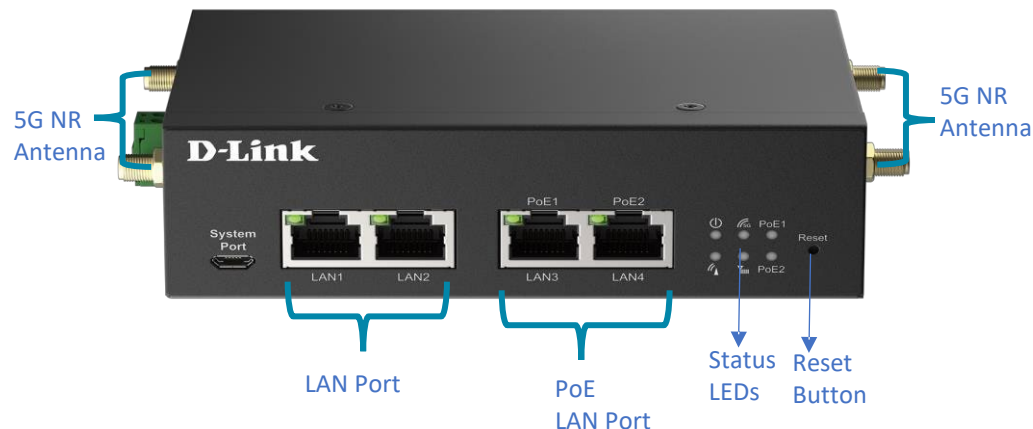 5G NR
Antenna
5G NR
Antenna
D-Link
System
Port
LAN1
LAN2
PoE1
PoE2
LAN3
LAN4
5G
PoE1
PoE2
Reset
LAN Port
PoE
LAN Port
Status
LEDs
Reset
Button